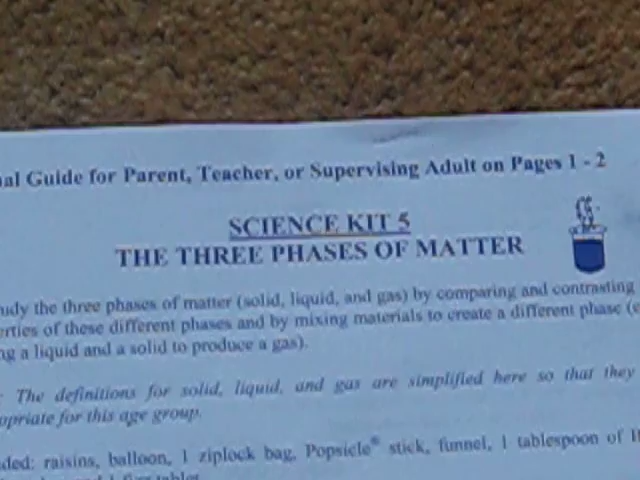 nal Guide for Parent, Teacher, or Supervising Adult on Pages 1 - 2
SCIENCE KIT 5
THE THREE PHASES OF MATTER
tudy the three phases of matter (solid, liquid, and gas) by comparing and contrasting
erties of these different phases and by mixing materials to create a different phase (e
ng a liquid and a solid to produce a gas).
: The definitions for solid, liquid, and gas are simplified here so that they
opriate for this age group.
ded: raisins, balloon, 1 ziplock bag, Popsicle® stick, funnel, 1 tablespoon of